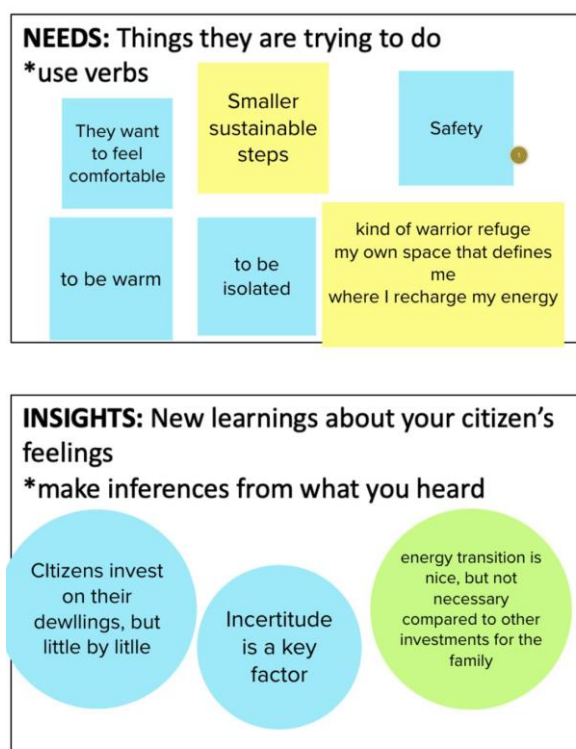 NEEDS: Things they are trying to do
*use verbs
They want
to feel
comfortable
Smaller
sustainable
steps
Safety
to be warm
to be
isolated
kind of warrior refuge
my own space that defines
me
where I recharge my energy
INSIGHTS: New learnings about your citizen's
feelings
*make inferences from what you heard
CItizens invest
on their
dewllings, but
little by litlle
Incertitude
is a key
factor
energy transition is
nice, but not
necessary
compared to other
investments for the
family